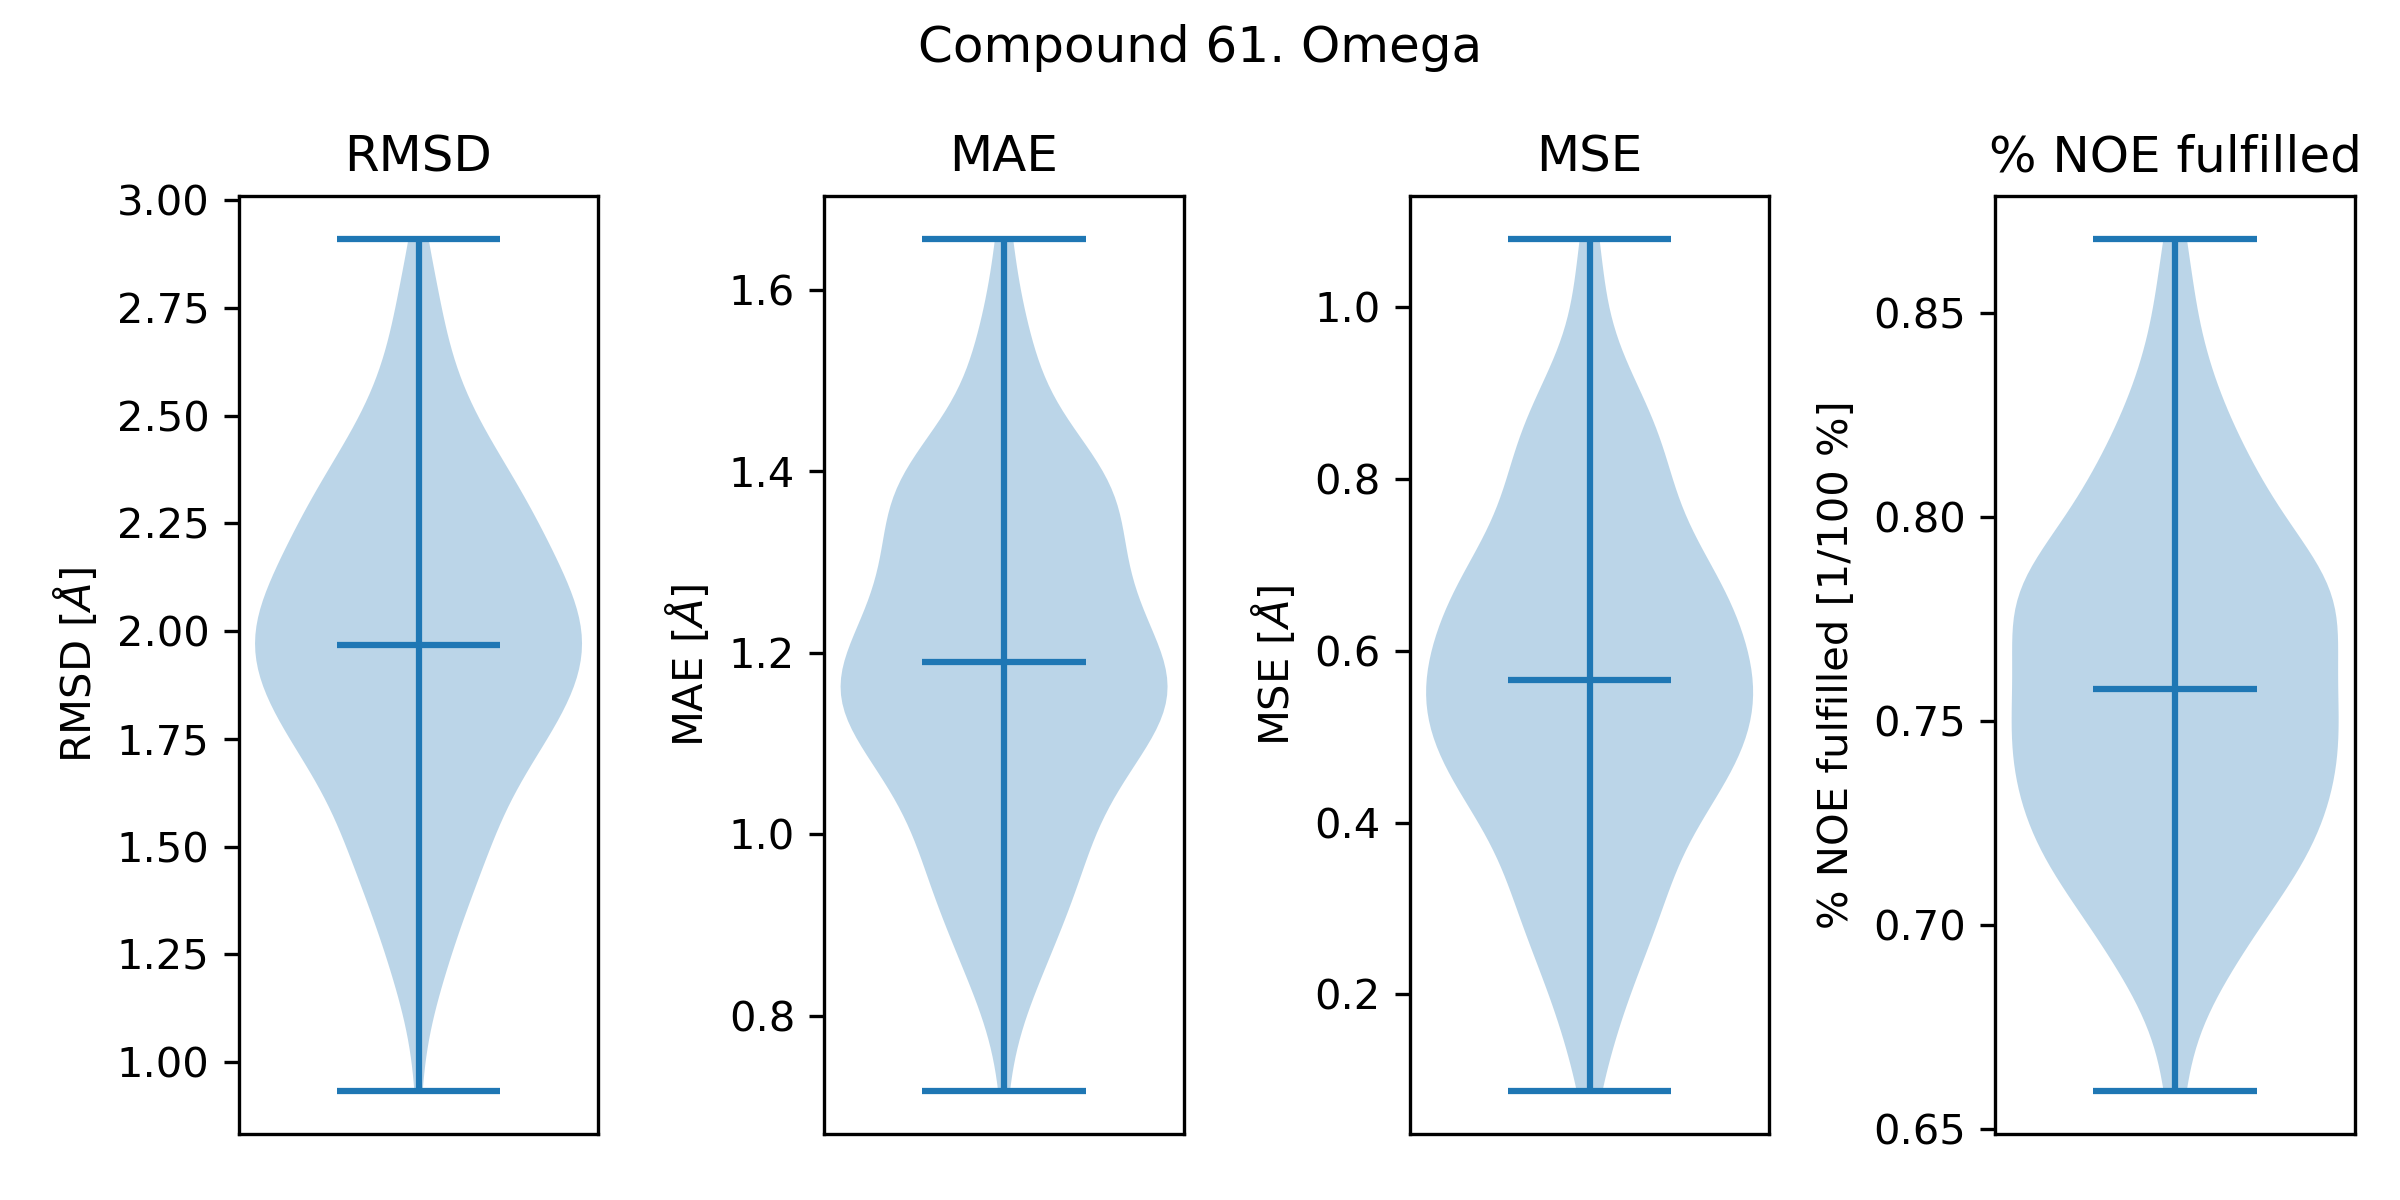 Compound 61. Omega
RMSD
MAE
MSE
% NOE fulfilled
RMSD [Å]
3.00
2.75
2.50
2.25
2.00
1.75
1.50
1.25
1.00
MAE [Å]
1.6
1.4
1.2
1.0
0.8
MSE [Å]
1.0
0.8
0.6
0.4
0.2
% NOE fulfilled [1/100 %]
0.85
0.80
0.75
0.70
0.65